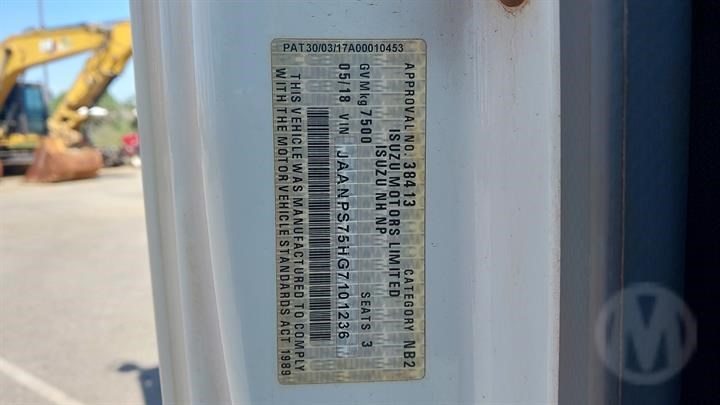 PAT30/03/17A00010453
APPROVAL NO. 38413 CATEGORY NB2
ISUZU MOTORS LIMITED
ISUZU NH NP
GVMkg 7500 SEATS 3
05/18 VIN JAANPS75HG7101236
THIS VEHICLE WAS MANUFACTURED TO COMPLY
WITH THE MOTOR VEHICLE STANDARDS ACT 1989